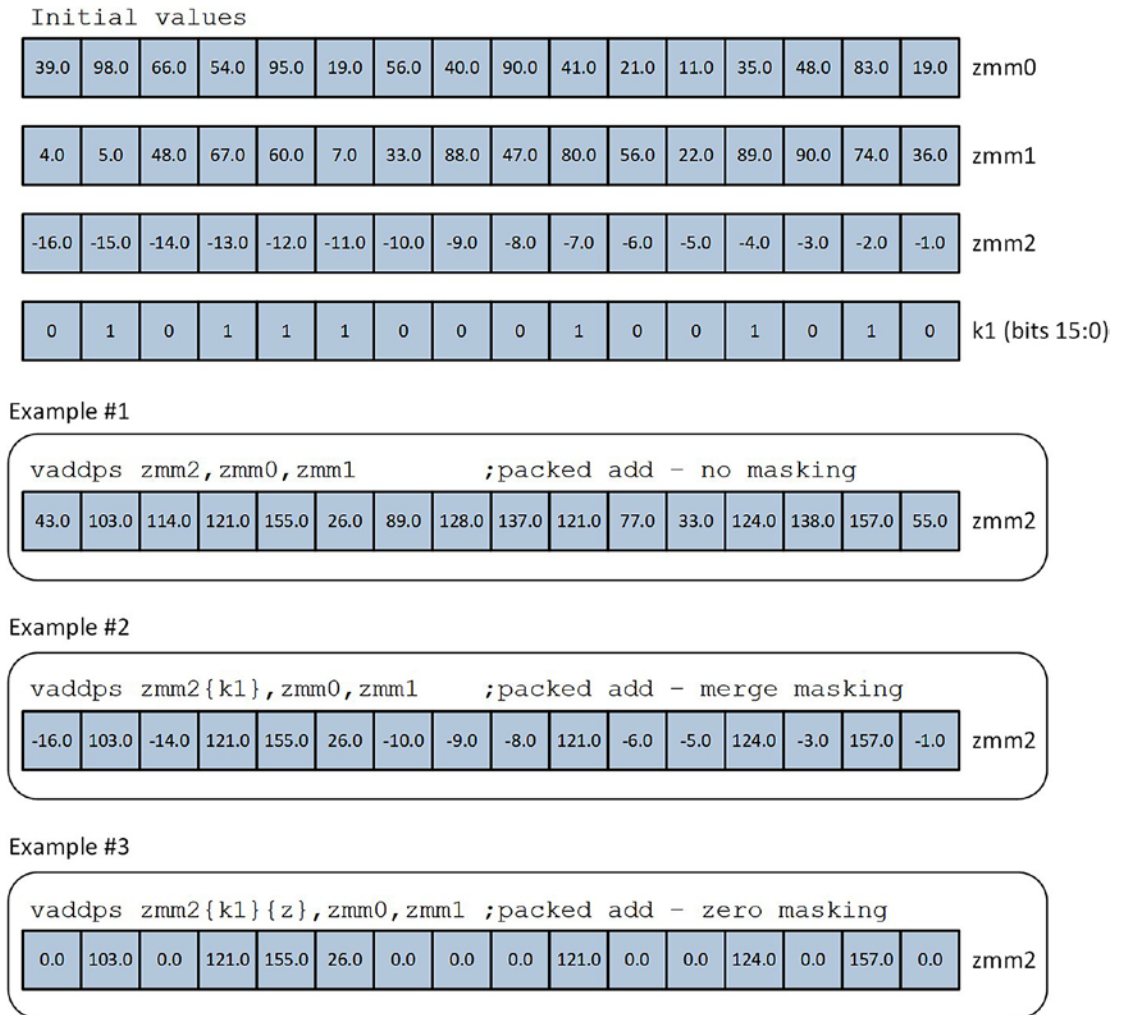 Initial values
39.0 98.0 66.0 54.0 95.0 19.0 56.0 40.0 90.0 41.0 21.0 11.0 35.0 48.0 83.0 19.0 zmm0
4.0 5.0 48.0 67.0 60.0 7.0 33.0 88.0 47.0 80.0 56.0 22.0 89.0 90.0 74.0 36.0 zmm1
-16.0 -15.0 -14.0 -13.0 -12.0 -11.0 -10.0 -9.0 -8.0 -7.0 -6.0 -5.0 -4.0 -3.0 -2.0 -1.0 zmm2
0 1 0 1 1 1 0 0 0 1 0 0 1 0 1 0 k1 (bits 15:0)
Example #1
vaddps zmm2,zmm0,zmm1 ;packed add – no masking
43.0 103.0 114.0 121.0 155.0 26.0 89.0 128.0 137.0 121.0 77.0 33.0 124.0 138.0 157.0 55.0 zmm2
Example #2
vaddps zmm2{k1},zmm0,zmm1 ;packed add – merge masking
-16.0 103.0 -14.0 121.0 155.0 26.0 -10.0 -9.0 -8.0 121.0 -6.0 -5.0 124.0 -3.0 157.0 -1.0 zmm2
Example #3
vaddps zmm2{k1}{z},zmm0,zmm1 ;packed add – zero masking
0.0 103.0 0.0 121.0 155.0 26.0 0.0 0.0 0.0 121.0 0.0 0.0 124.0 0.0 157.0 0.0 zmm2